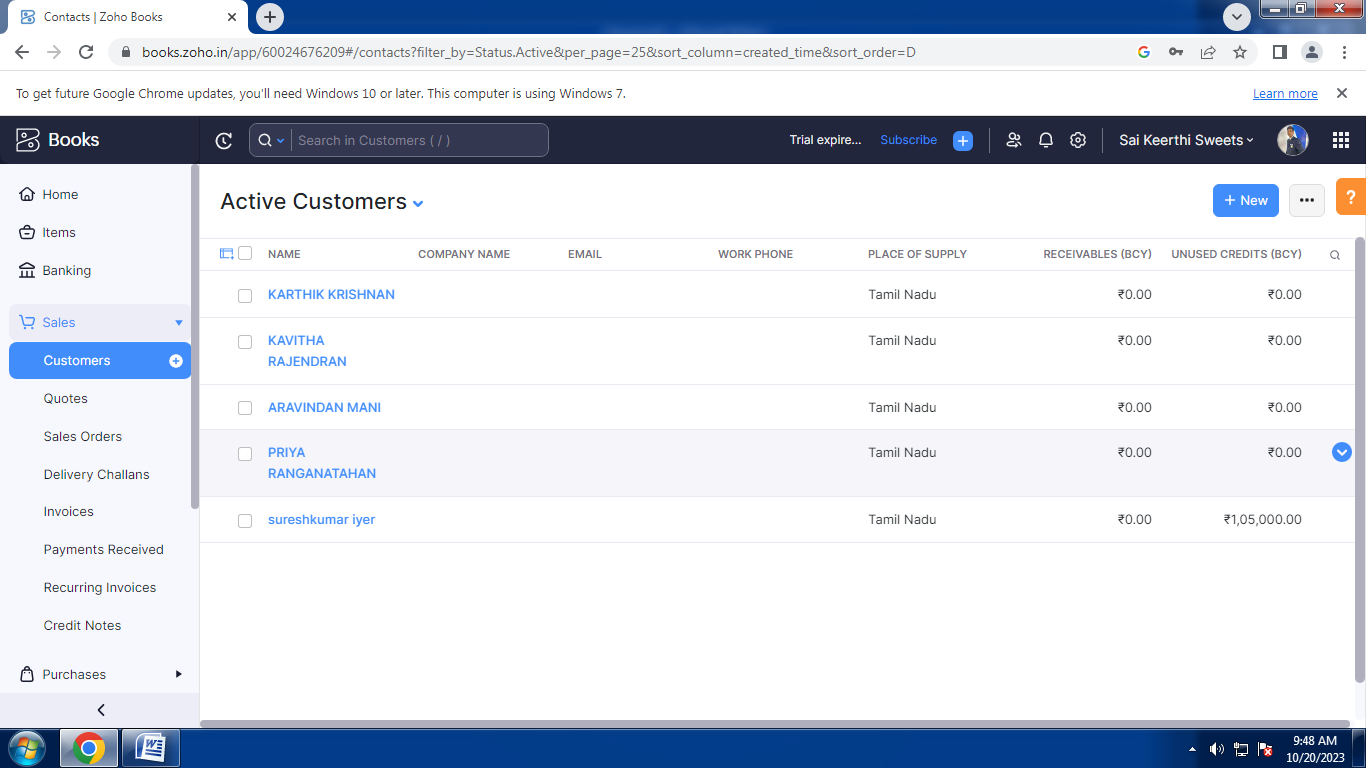 Contacts | Zoho Books
books.zoho.in/app/60024676209#/contacts?filter_by=Status.Active&per_page=25&sort_column=created_time&sort_order=D
To get future Google Chrome updates, you'll need Windows 10 or later. This computer is using Windows 7.
Learn more
Books
Search in Customers ( / )
Trial expire...
Subscribe
Sai Keerthi Sweets
Home
Items
Banking
Sales
Customers
Quotes
Sales Orders
Delivery Challans
Invoices
Payments Received
Recurring Invoices
Credit Notes
Purchases
Active Customers
+ New
?
NAME COMPANY NAME EMAIL WORK PHONE PLACE OF SUPPLY RECEIVABLES (BCY) UNUSED CREDITS (BCY)
KARTHIK KRISHNAN Tamil Nadu ₹0.00 ₹0.00
KAVITHA Tamil Nadu ₹0.00 ₹0.00
RAJENDRAN
ARAVINDAN MANI Tamil Nadu ₹0.00 ₹0.00
PRIYA Tamil Nadu ₹0.00 ₹0.00
RANGANATAHAN
sureshkumar iyer Tamil Nadu ₹0.00 ₹1,05,000.00
9:48 AM
10/20/2023